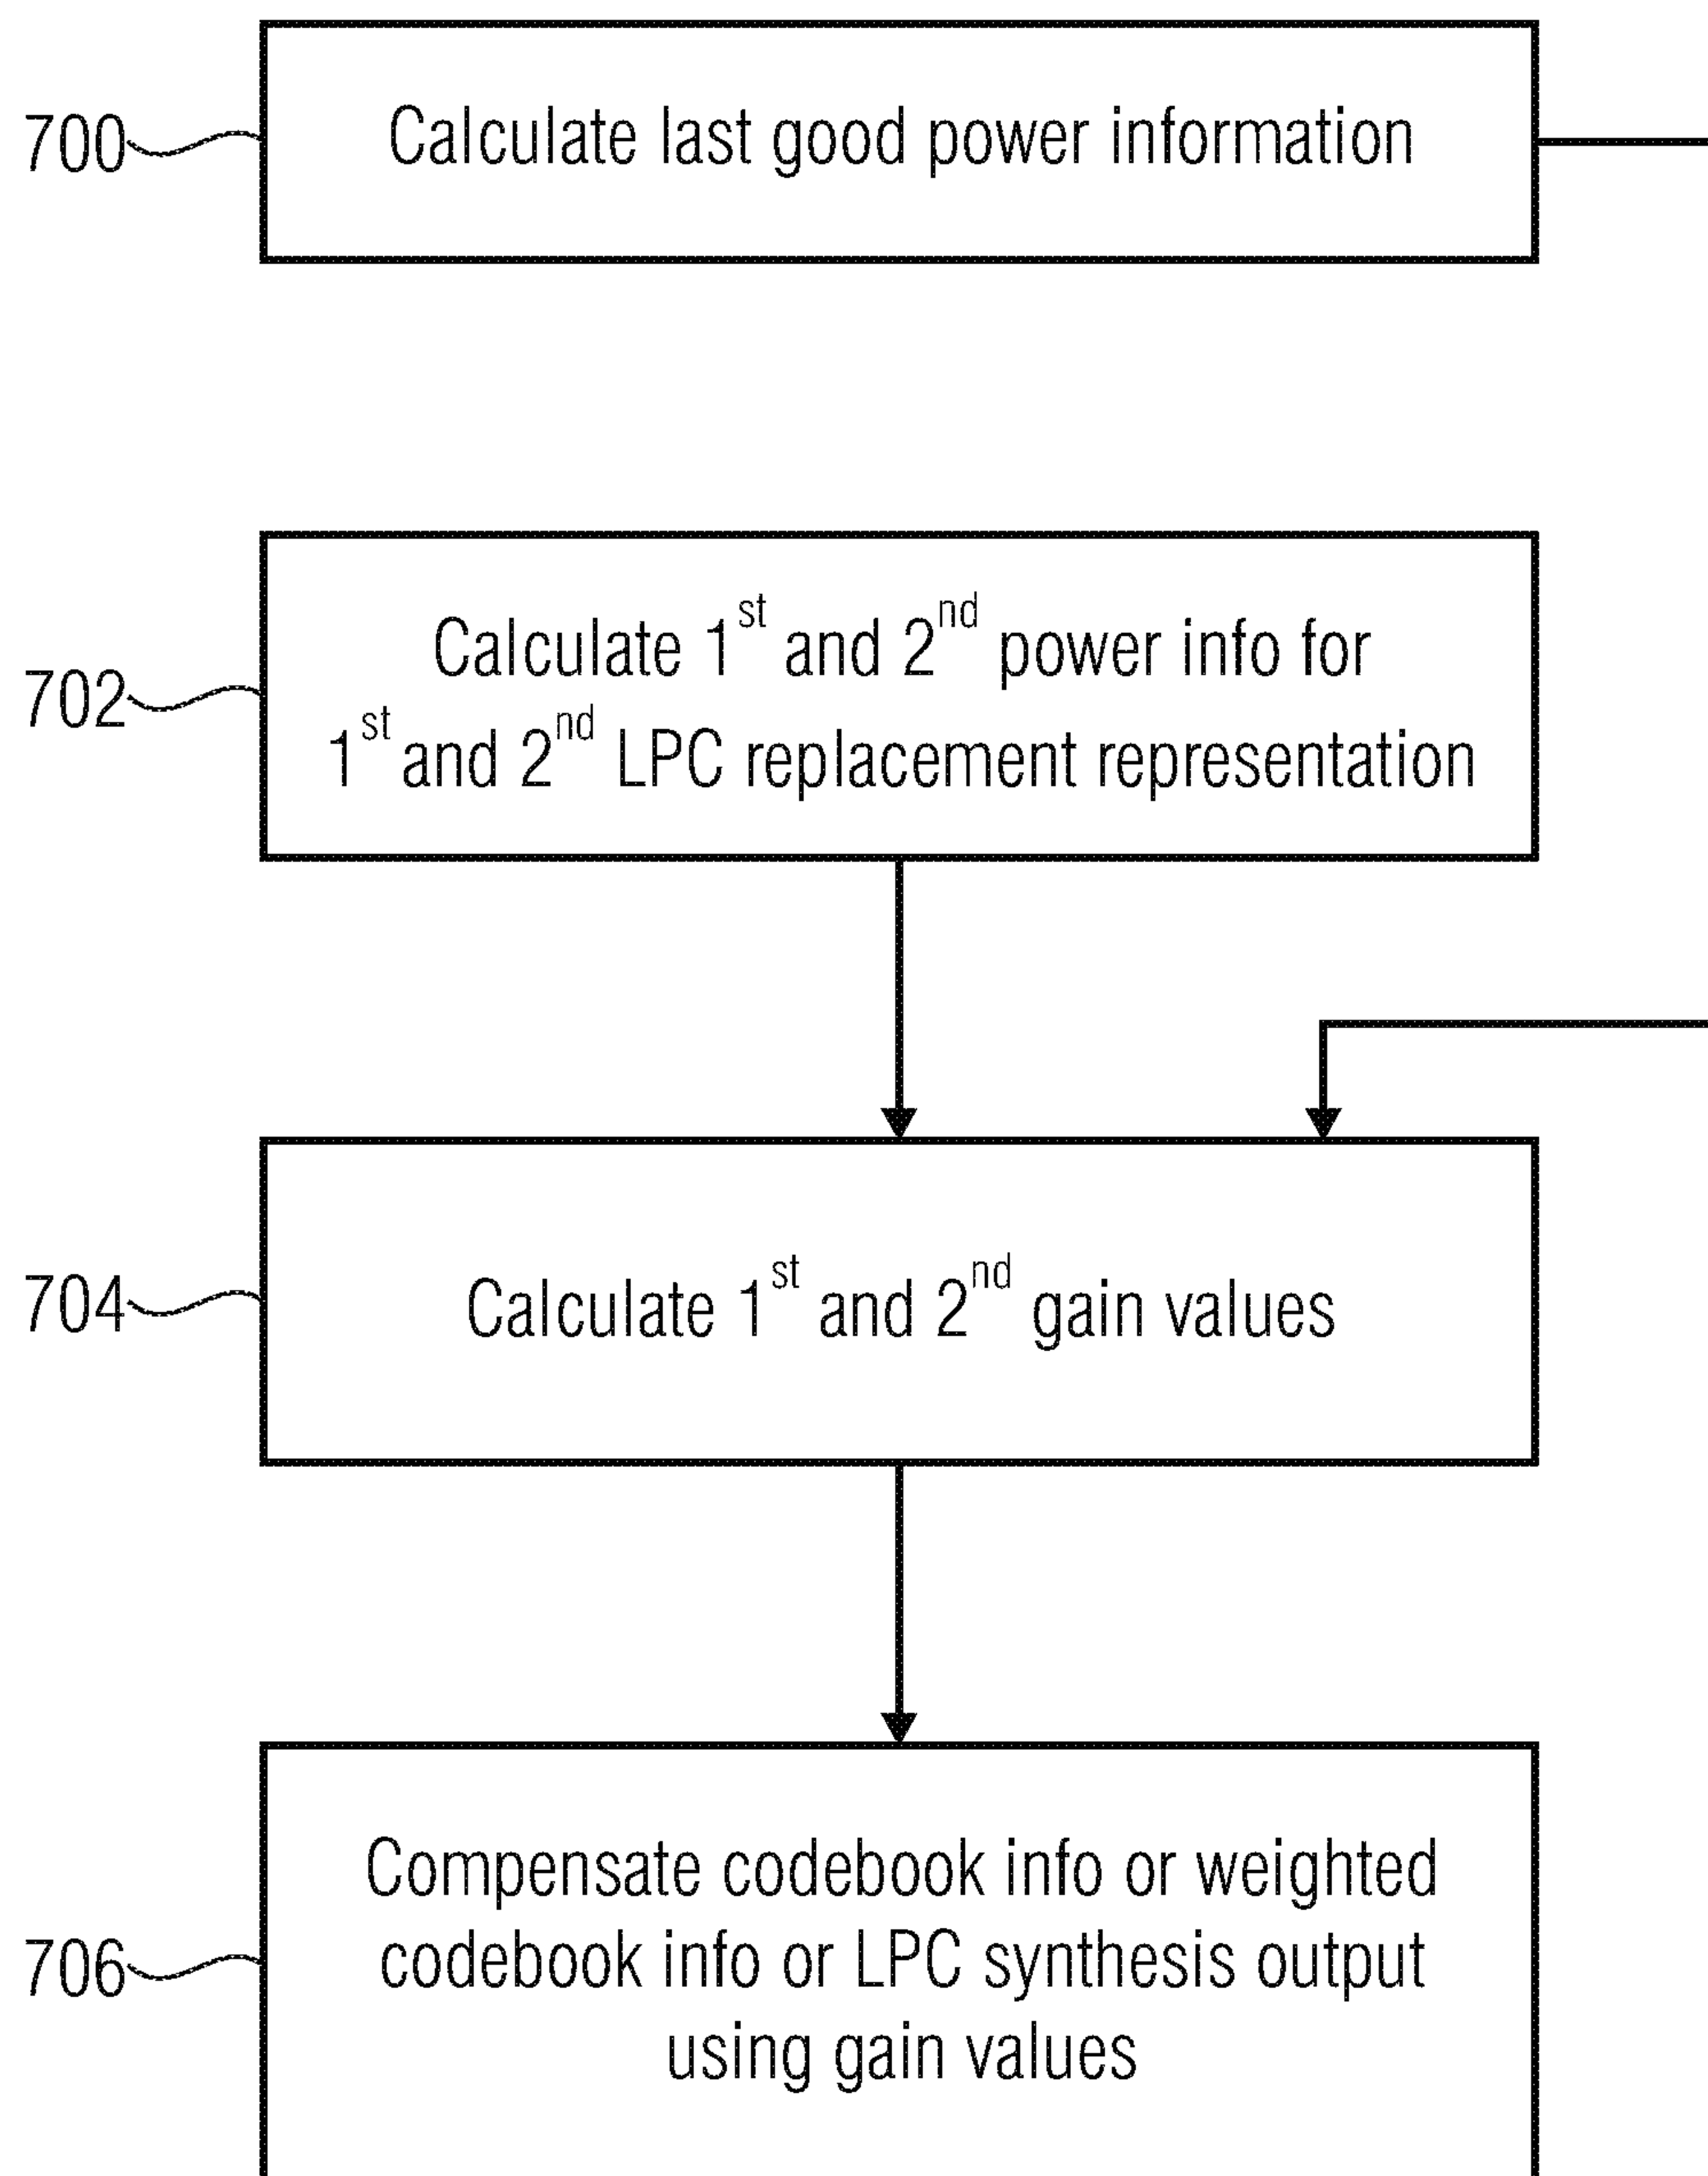 700
Calculate last good power information
702
Calculate 1st and 2nd power info for
1st and 2nd LPC replacement representation
704
Calculate 1st and 2nd gain values
706
Compensate codebook info or weighted
codebook info or LPC synthesis output
using gain values